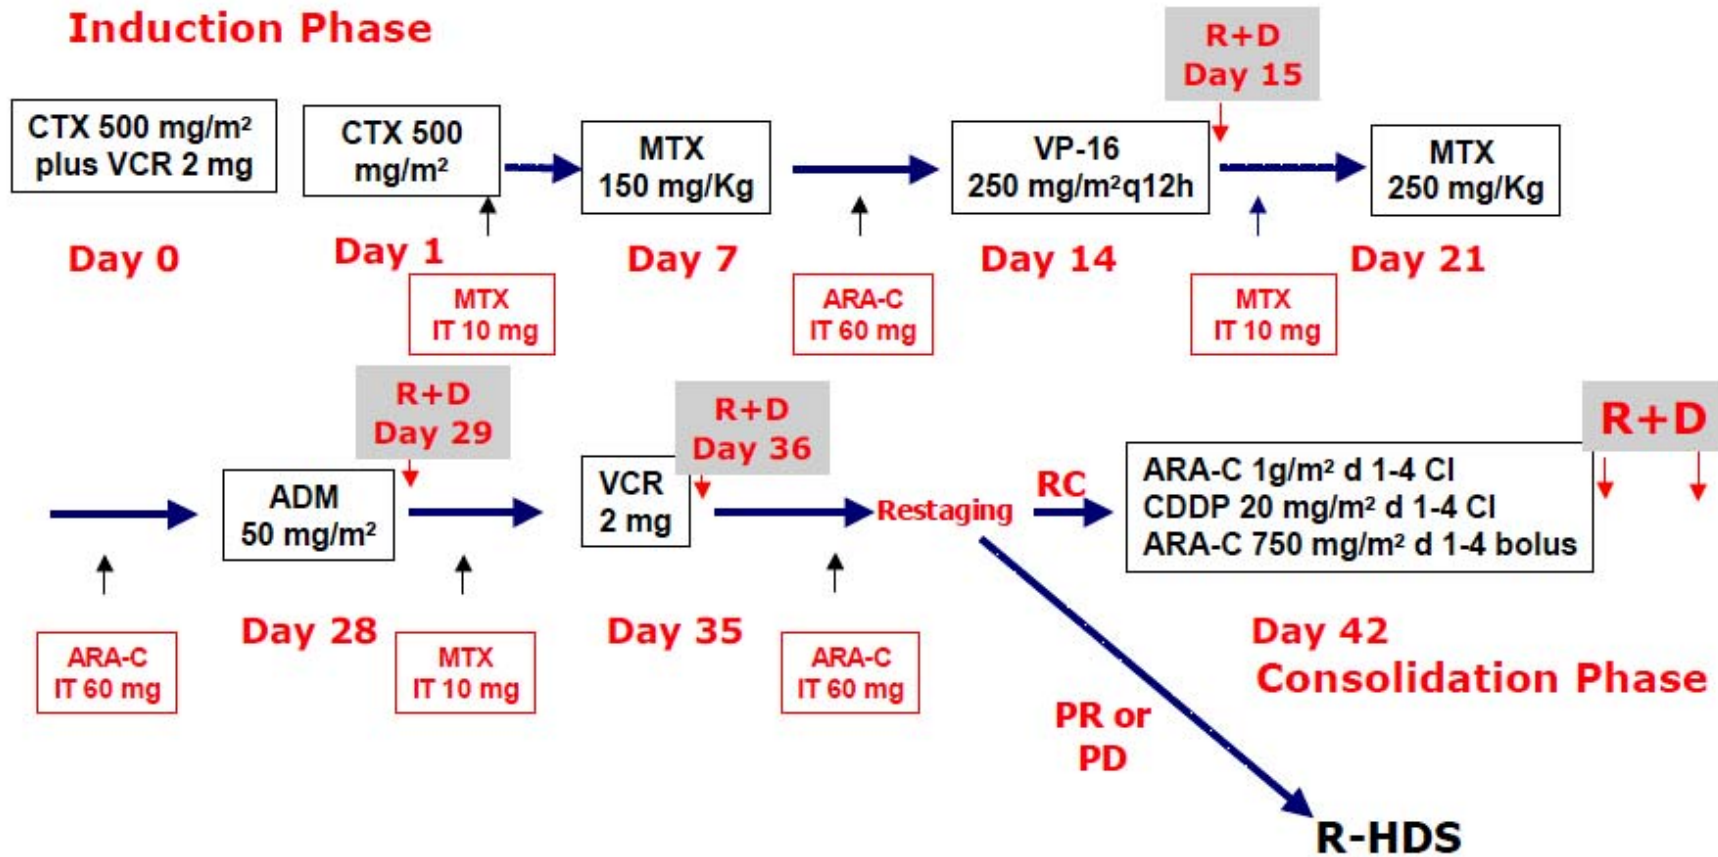 Induction Phase
R+D
Day 15
CTX 500 mg/m²
plus VCR 2 mg
CTX 500
mg/m²
MTX
150 mg/Kg
VP-16
250 mg/m²q12h
MTX
250 mg/Kg
Day 0
Day 1
Day 7
Day 14
Day 21
MTX
IT 10 mg
ARA-C
IT 60 mg
MTX
IT 10 mg
R+D
Day 29
R+D
Day 36
R+D
ADM
50 mg/m²
VCR
2 mg
Restaging
RC
ARA-C 1g/m² d 1-4 CI
CDDP 20 mg/m² d 1-4 CI
ARA-C 750 mg/m² d 1-4 bolus
Day 28
Day 35
Day 42
Consolidation Phase
ARA-C
IT 60 mg
MTX
IT 10 mg
ARA-C
IT 60 mg
PR or
PD
R-HDS